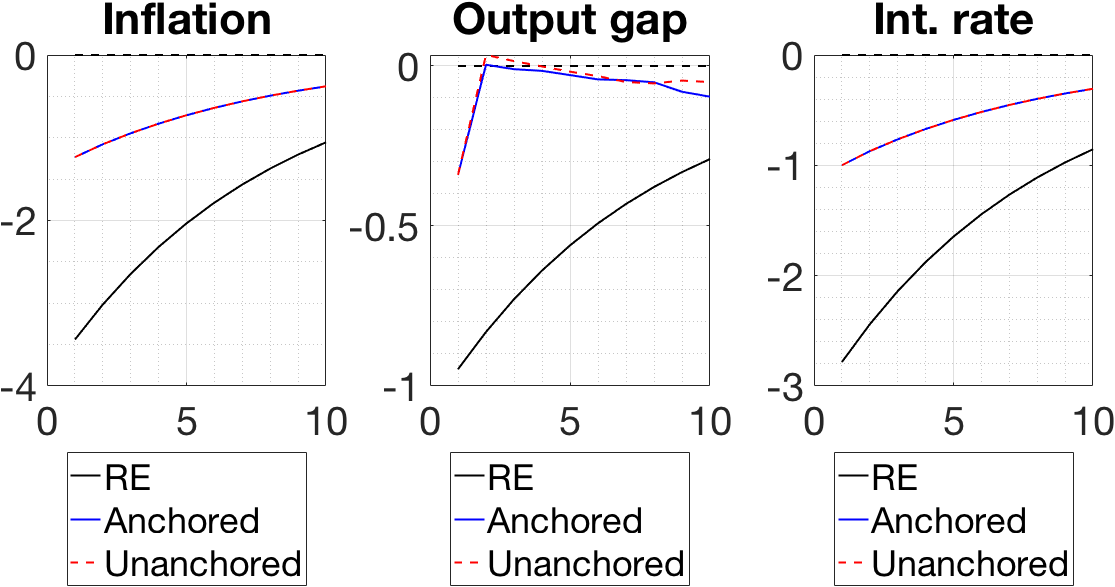 Inflation
0
-2
-4
0 5 10
RE
Anchored
Unanchored
Output gap
0
-0.5
-1
0 5 10
RE
Anchored
Unanchored
Int. rate
0
-1
-2
-3
0 5 10
RE
Anchored
Unanchored